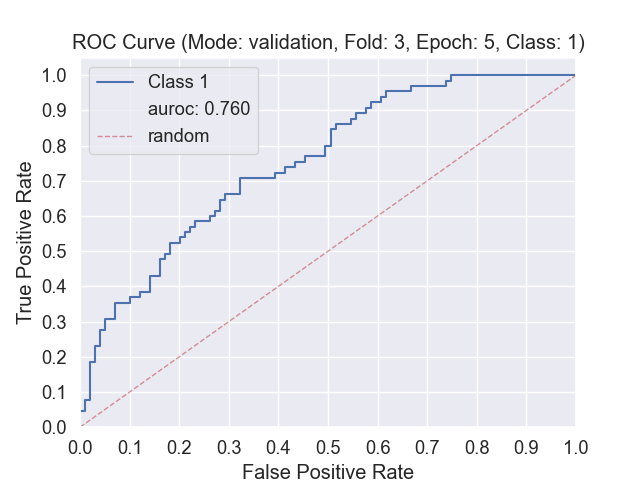 ROC Curve (Mode: validation, Fold: 3, Epoch: 5, Class: 1)
Class 1
auroc: 0.760
random
True Positive Rate
1.0
0.9
0.8
0.7
0.6
0.5
0.4
0.3
0.2
0.1
0.0
0.0 0.1 0.2 0.3 0.4 0.5 0.6 0.7 0.8 0.9 1.0
False Positive Rate